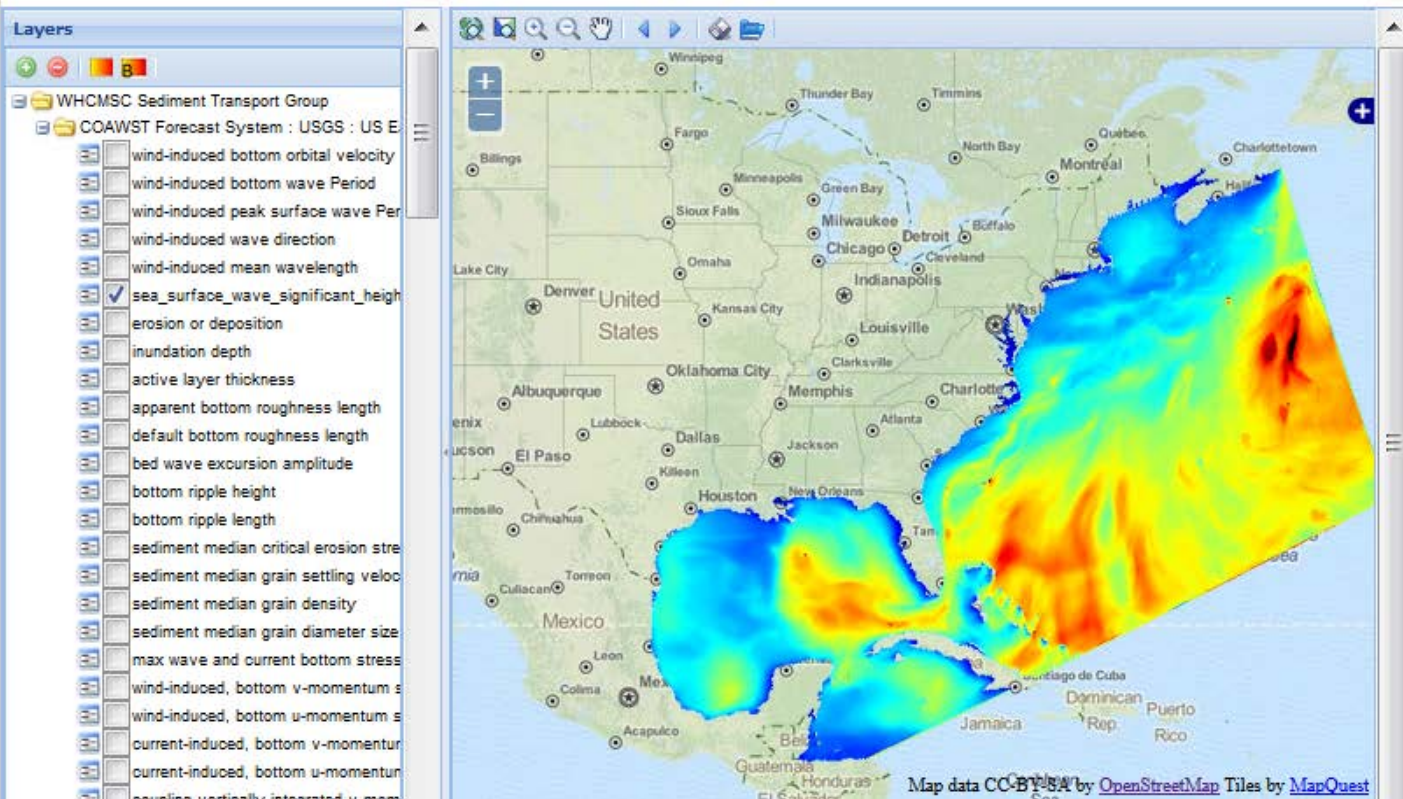 Layers
B
WHCMSC Sediment Transport Group
COAWST Forecast System : USGS : US E
wind-induced bottom orbital velocity
wind-induced bottom wave Period
wind-induced peak surface wave Per
wind-induced wave direction
wind-induced mean wavelength
sea_surface_wave_significant_heigh
erosion or deposition
inundation depth
active layer thickness
apparent bottom roughness length
default bottom roughness length
bed wave excursion amplitude
bottom ripple height
bottom ripple length
sediment median critical erosion stre
sediment median grain settling veloc
sediment median grain density
sediment median grain diameter size
max wave and current bottom stress
wind-induced, bottom v-momentum s
wind-induced, bottom u-momentum s
current-induced, bottom v-momentur
current-induced, bottom u-momentun
Winnipeg
Thunder Bay
Timmins
Fargo
Québec
North Bay
Charlottetown
Billings
Montréal
Minneapolis
Green Bay
Sioux Falls
Milwaukee
Buffalo
Detroit
Chicago
Cleveland
Omaha
Lake City
Indianapolis
Denver
United
States
Kansas City
Louisville
Clarksville
Oklahoma City
Albuquerque
Memphis
Charlotte
Lubbock
Atlanta
Dallas
Jackson
El Paso
Killeen
Houston
New Orleans
Chihuahua
Tan
Torreon
Culiacan
Mexico
Leon
Colima
Mex
Acapulco
Santiago de Cuba
Dominican
Rep.
Puerto
Rico
Jamaica
Guatemala
Honduras
Map data CC-BY-SA by OpenStreetMap Tiles by MapQuest